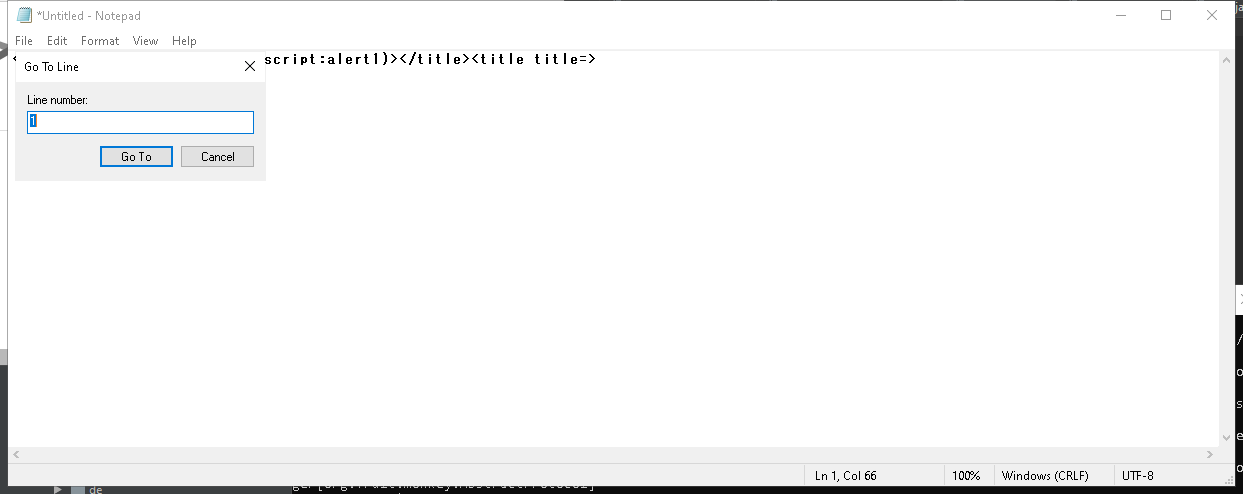 *Untitled - Notepad
File Edit Format View Help
script:alert1)></title><title title=>
Go To Line
Line number:
1
Go To Cancel
Ln 1, Col 66 100% Windows (CRLF) UTF-8
de